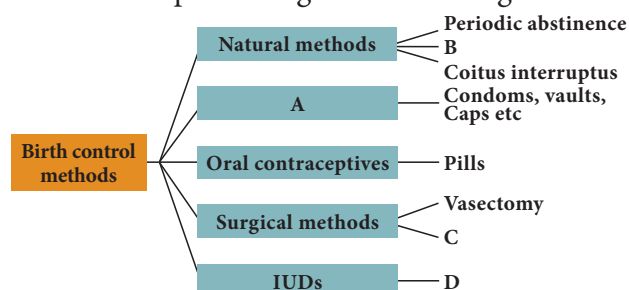 Periodic abstinence
Natural methods
B
Coitus interruptus
A
Condoms, vaults,
Caps etc
Birth control
methods
Oral contraceptives
Pills
Vasectomy
Surgical methods
C
IUDs
D